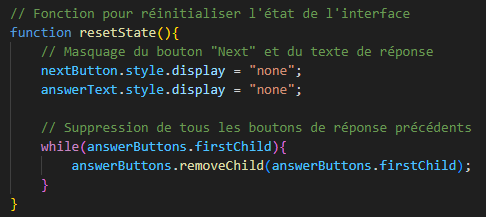 // Fonction pour réinitialiser l'état de l'interface
function resetState(){
// Masquage du bouton "Next" et du texte de réponse
nextButton.style.display = "none";
answerText.style.display = "none";
// Suppression de tous les boutons de réponse précédents
while(answerButtons.firstChild){
answerButtons.removeChild(answerButtons.firstChild);
}
}